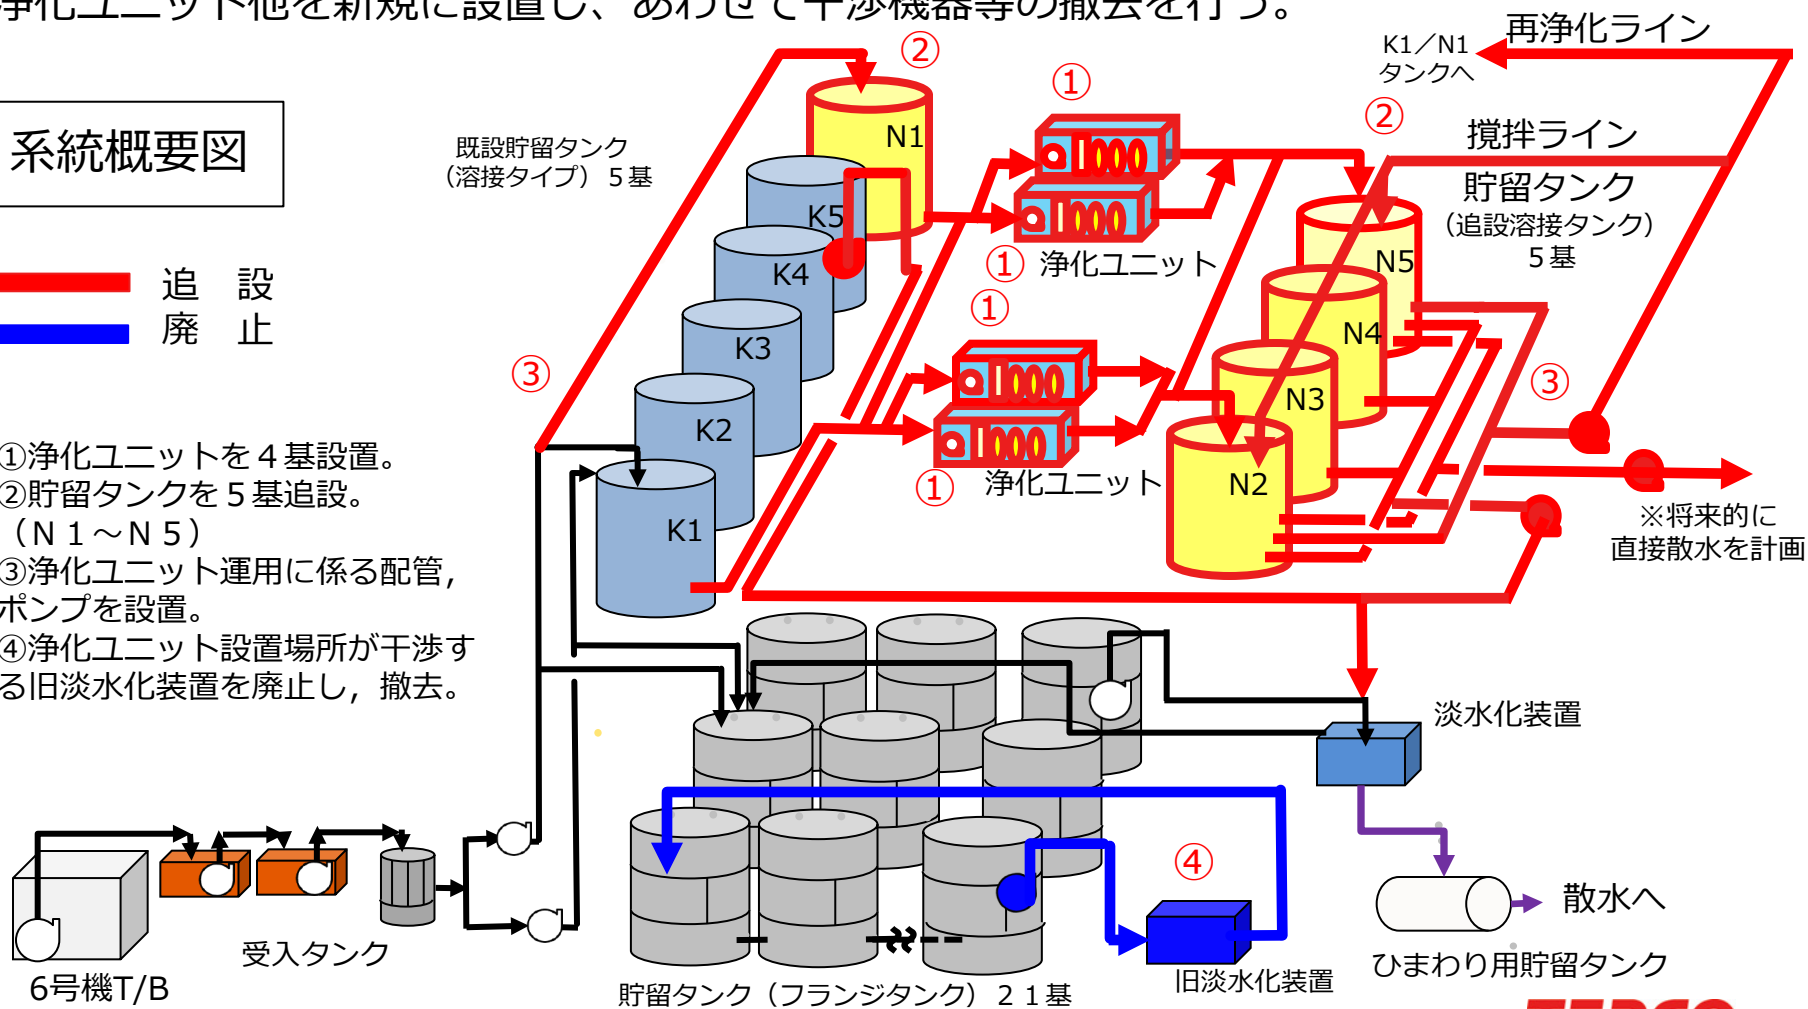 浄化ユニット他を新規に設置し、あわせて干渉機器等の撤去を行う。
系統概要図
追　設
廃　止
①浄化ユニットを４基設置。
②貯留タンクを５基追設。
（Ｎ１～Ｎ５）
③浄化ユニット運用に係る配管，
ポンプを設置。
④浄化ユニット設置場所が干渉す
る旧淡水化装置を廃止し，撤去。
既設貯留タンク
（溶接タイプ）５基
②
①
N1
K5
K4
K3
K2
K1
③
①
浄化ユニット
①
①
浄化ユニット
K1／N1
タンクへ
再浄化ライン
②
撹拌ライン
貯留タンク
（追設溶接タンク）
５基
N5
N4
N3
N2
③
※将来的に
直接散水を計画
淡水化装置
④
散水へ
ひまわり用貯留タンク
旧淡水化装置
貯留タンク（フランジタンク）２１基
受入タンク
6号機T/B
TEPCO